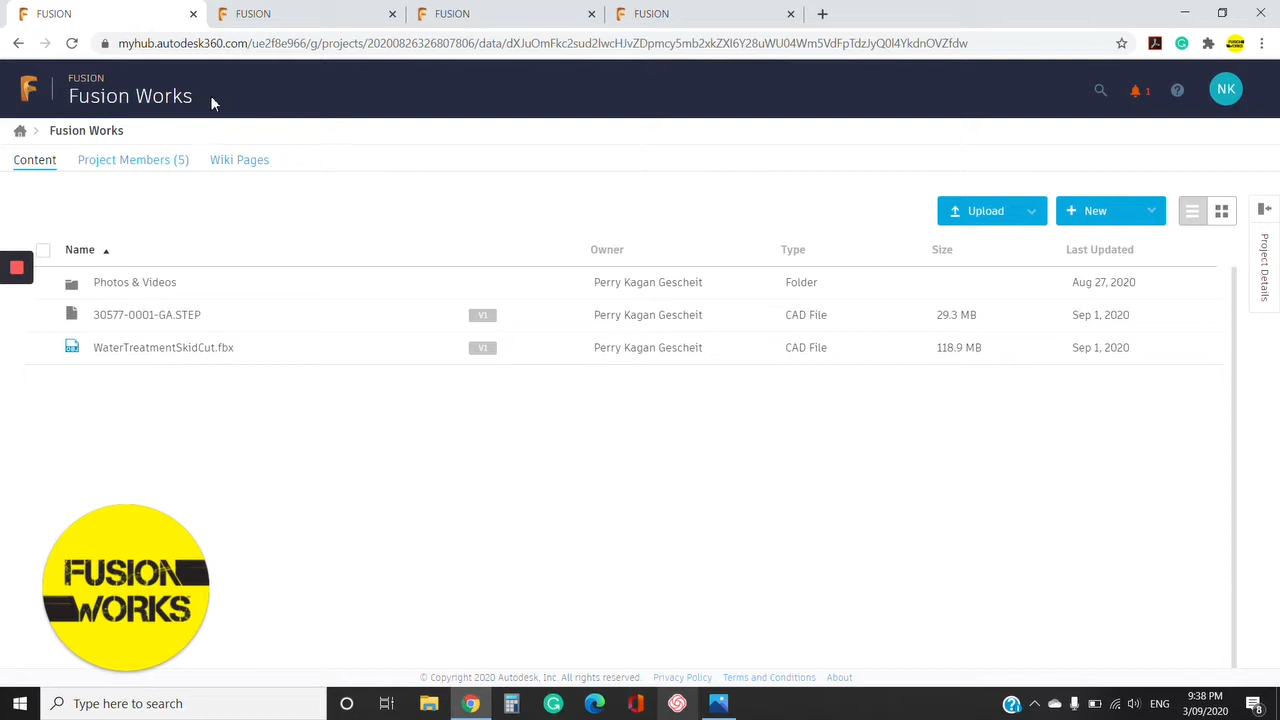 FUSION FUSION FUSION FUSION
myhub.autodesk360.com/ue2f8e966/g/projects/20200826326807806/data/dXJuOmFkc2sud2lwcHJvZDpmcy5mb2xkZXI6Y28uWU04Wm5VdFpTdzJyQ0l4YkdnOVZfdw
FUSION
Fusion Works
1
NK
Fusion Works
Content Project Members (5) Wiki Pages
Upload New
Name Owner Type Size Last Updated
Project Details
Photos & Videos Perry Kagan Gescheit Folder Aug 27, 2020
30577-0001-GA.STEP V1 Perry Kagan Gescheit CAD File 29.3 MB Sep 1, 2020
WaterTreatmentSkidCut.fbx V1 Perry Kagan Gescheit CAD File 118.9 MB Sep 1, 2020
FUSION
WORKS
© Copyright 2020 Autodesk, Inc. All rights reserved. Privacy Policy Terms and Conditions About
Type here to search
ENG
9:38 PM
3/09/2020
8